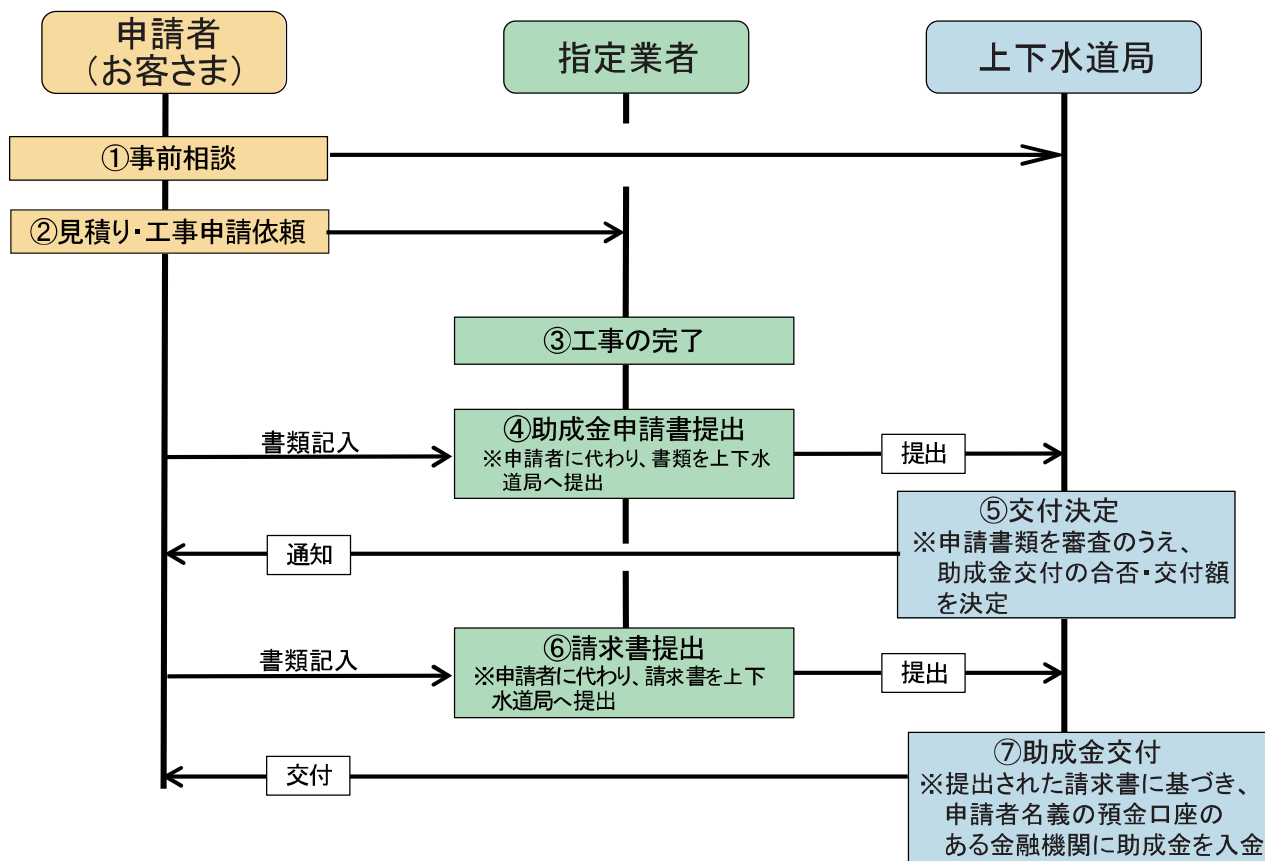 申請者
(お客さま)
指定業者
上下水道局
①事前相談
②見積り・工事申請依頼
③工事の完了
書類記入
④助成金申請書提出
※申請者に代わり、書類を上下水
道局へ提出
提出
⑤交付決定
※申請書類を審査のうえ、
助成金交付の合否・交付額
を決定
通知
書類記入
⑥請求書提出
※申請者に代わり、請求書を上下
水道局へ提出
提出
⑦助成金交付
※提出された請求書に基づき、
申請者名義の預金口座の
ある金融機関に助成金を入金
交付